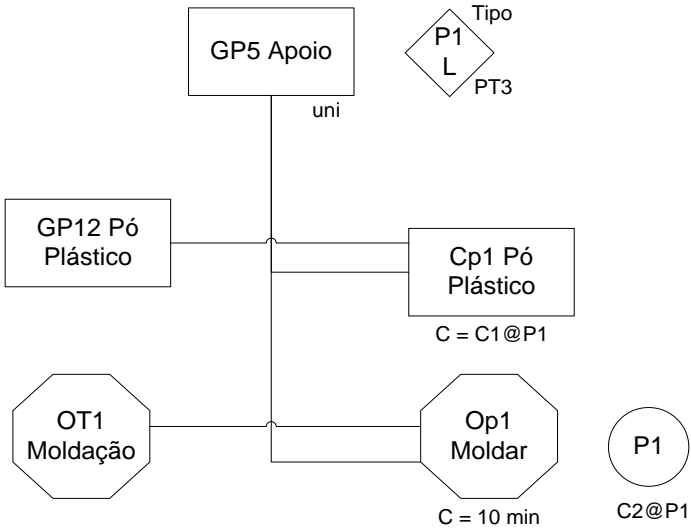 GP5 Apoio
uni
Tipo
P1
L
PT3
GP12 Pó
Plástico
Cp1 Pó
Plástico
C = C1@P1
OT1
Moldação
Op1
Moldar
C = 10 min
P1
C2@P1